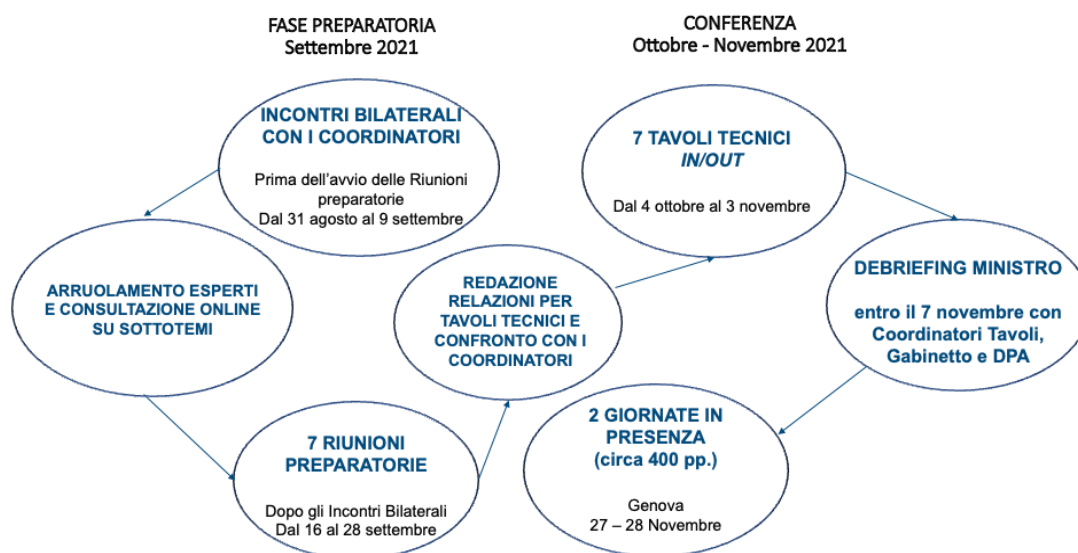 FASE PREPARATORIA
Settembre 2021
CONFERENZA
Ottobre - Novembre 2021
INCONTRI BILATERALI
CON I COORDINATORI
Prima dell'avvio delle Riunioni
preparatorie
Dal 31 agosto al 9 settembre
ARRUOLAMENTO ESPERTI
E CONSULTAZIONE ONLINE
SU SOTTOTEMI
7 RIUNIONI
PREPARATORIE
Dopo gli Incontri Bilaterali
Dal 16 al 28 settembre
REDAZIONE
RELAZIONI PER
TAVOLI TECNICI E
CONFRONTO CON I
COORDINATORI
7 TAVOLI TECNICI
IN/OUT
Dal 4 ottobre al 3 novembre
DEBRIEFING MINISTRO
entro il 7 novembre con
Coordinatori Tavoli,
Gabinetto e DPA
2 GIORNATE IN
PRESENZA
(circa 400 pp.)
Genova
27 – 28 Novembre